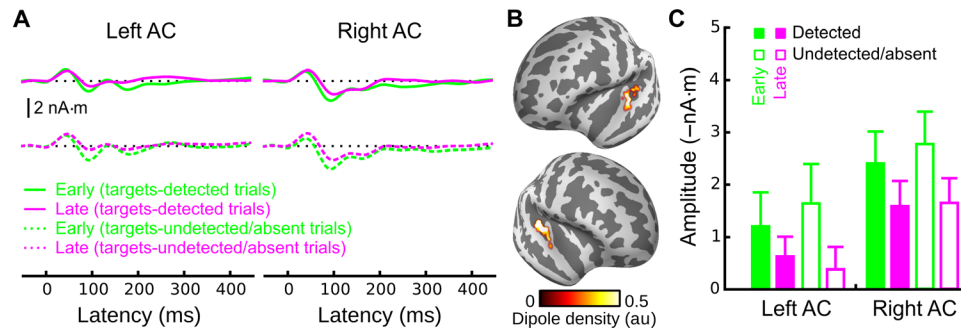 A
Left AC
Right AC
2 nA·m
Early (targets-detected trials)
Late (targets-detected trials)
Early (targets-undetected/absent trials)
Late (targets-undetected/absent trials)
0 100 200 300 400
0 100 200 300 400
Latency (ms)
Latency (ms)
B
0
0.5
Dipole density (au)
C
Early
Late
Detected
Undetected/absent
Amplitude (–nA·m)
5
4
3
2
1
0
Left AC
Right AC